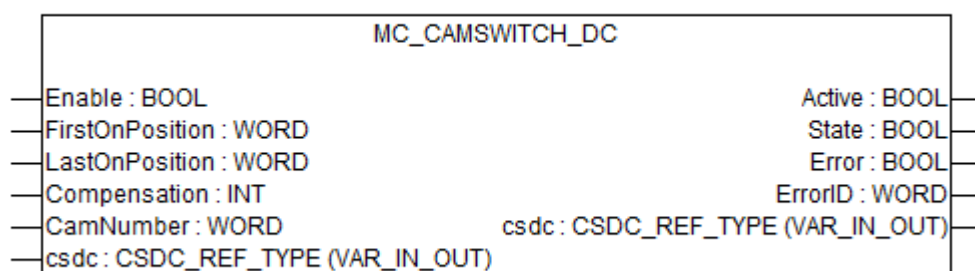 MC_CAMSWITCH_DC
Enable : BOOL Active : BOOL
FirstOnPosition : WORD State : BOOL
LastOnPosition : WORD Error : BOOL
Compensation : INT ErrorID : WORD
CamNumber : WORD csdc : CSDC_REF_TYPE (VAR_IN_OUT)
csdc : CSDC_REF_TYPE (VAR_IN_OUT)